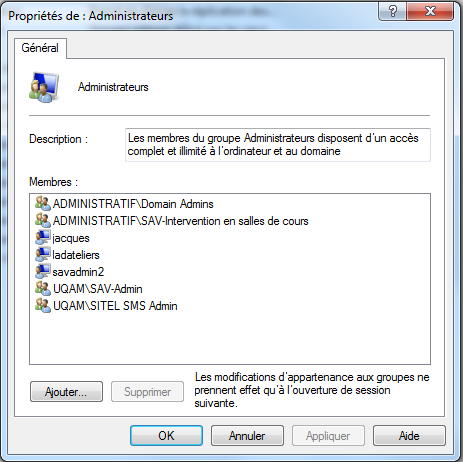 Propriétés de : Administrateurs
Général
Administrateurs
Description :
Les membres du groupe Administrateurs disposent d'un accès
complet et illimité à l'ordinateur et au domaine
Membres :
ADMINISTRATIF\Domain Admins
ADMINISTRATIF\SAV-Intervention en salles de cours
jacques
ladateliers
savadmin2
UQAM\SAV-Admin
UQAM\SITEL SMS Admin
Ajouter...
Supprimer
Les modifications d'appartenance aux groupes ne
prennent effet qu'à l'ouverture de session
suivante.
OK
Annuler
Appliquer
Aide